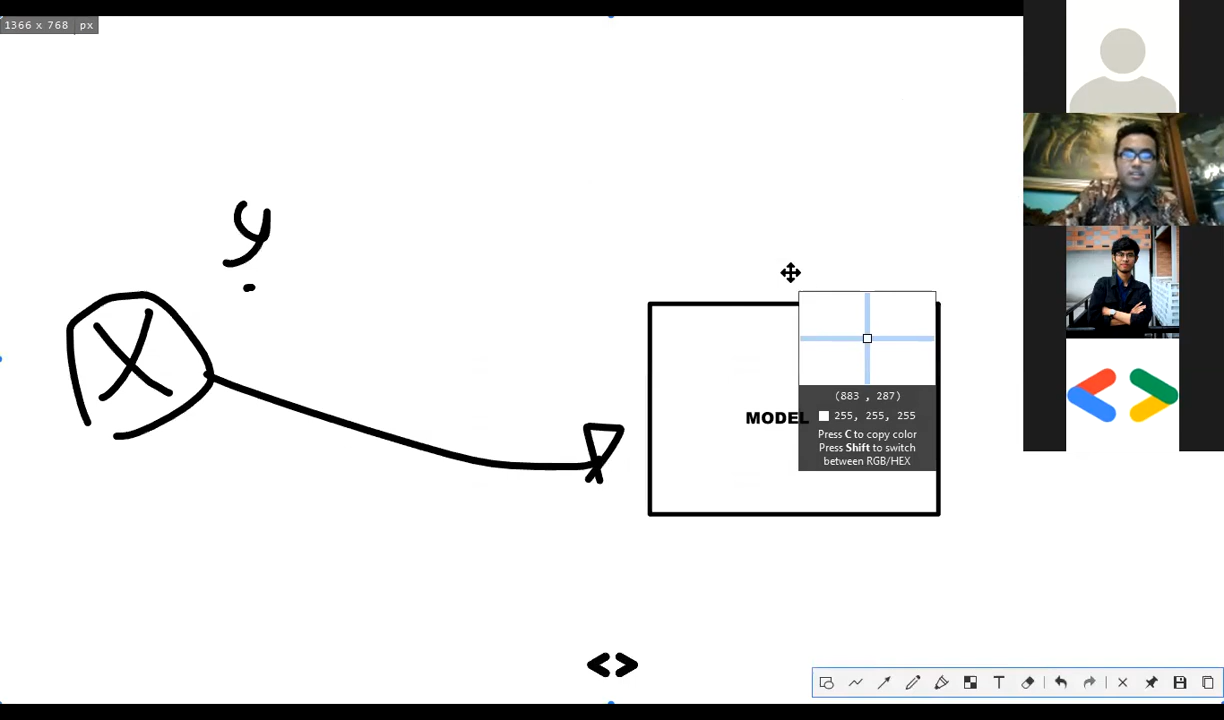 1366 x 768 px
y
X
MODEL
(883 , 287)
255, 255, 255
Press C to copy color
Press Shift to switch
between RGB/HEX
<>
T